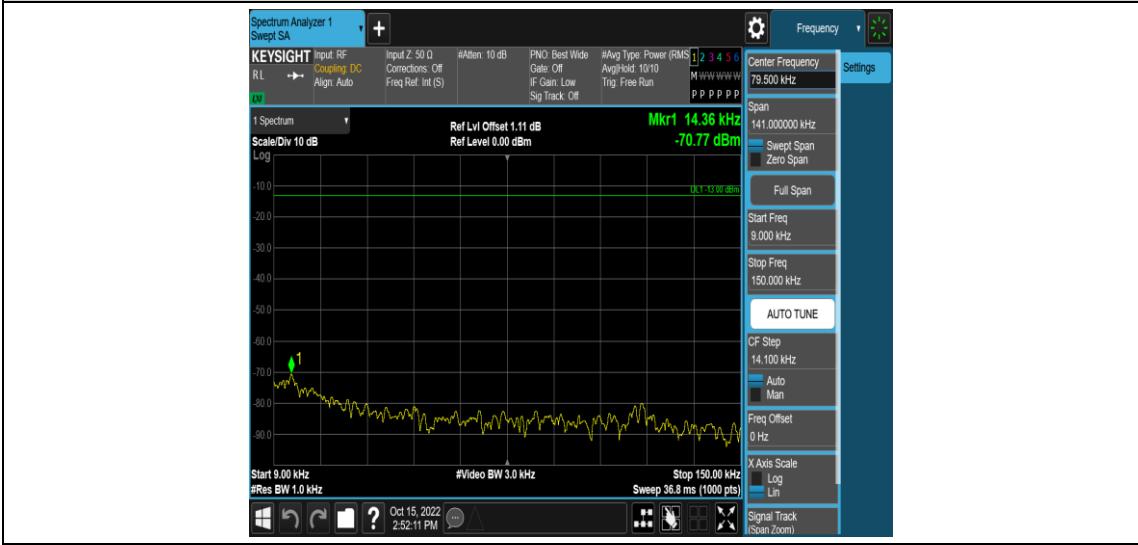 Spectrum Analyzer 1
Swept SA
+
Frequency
KEYSIGHT
RL
LXI
Input: RF
Coupling: DC
Align: Auto
Input Z: 50 Ω
Corrections: Off
Freq Ref: Int (S)
#Atten: 10 dB
PNO: Best Wide
Gate: Off
IF Gain: Low
Sig Track: Off
#Avg Type: Power (RMS
Avg|Hold: 10/10
Trig: Free Run
1 2 3 4 5 6
M W W W W W
P P P P P P
1 Spectrum
Scale/Div 10 dB
Log
Ref Lvl Offset 1.11 dB
Ref Level 0.00 dBm
Mkr1 14.36 kHz
-70.77 dBm
DL1 -13.00 dBm
-10.0
-20.0
-30.0
-40.0
-50.0
-60.0
-70.0
-80.0
-90.0
1
Start 9.00 kHz
#Res BW 1.0 kHz
#Video BW 3.0 kHz
Stop 150.00 kHz
Sweep 36.8 ms (1000 pts)
Center Frequency
79.500 kHz
Span
141.000000 kHz
Swept Span
Zero Span
Full Span
Start Freq
9.000 kHz
Stop Freq
150.000 kHz
AUTO TUNE
CF Step
14.100 kHz
Auto
Man
Freq Offset
0 Hz
X Axis Scale
Log
Lin
Signal Track
(Span Zoom)
Settings
?
Oct 15, 2022
2:52:11 PM